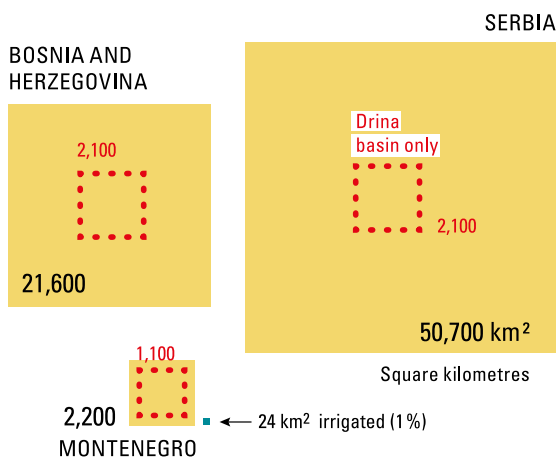 SERBIA
BOSNIA AND
HERZEGOVINA
Drina
basin only
2,100
2,100
21,600
50,700 km²
1,100
Square kilometres
2,200
24 km² irrigated (1%)
MONTENEGRO